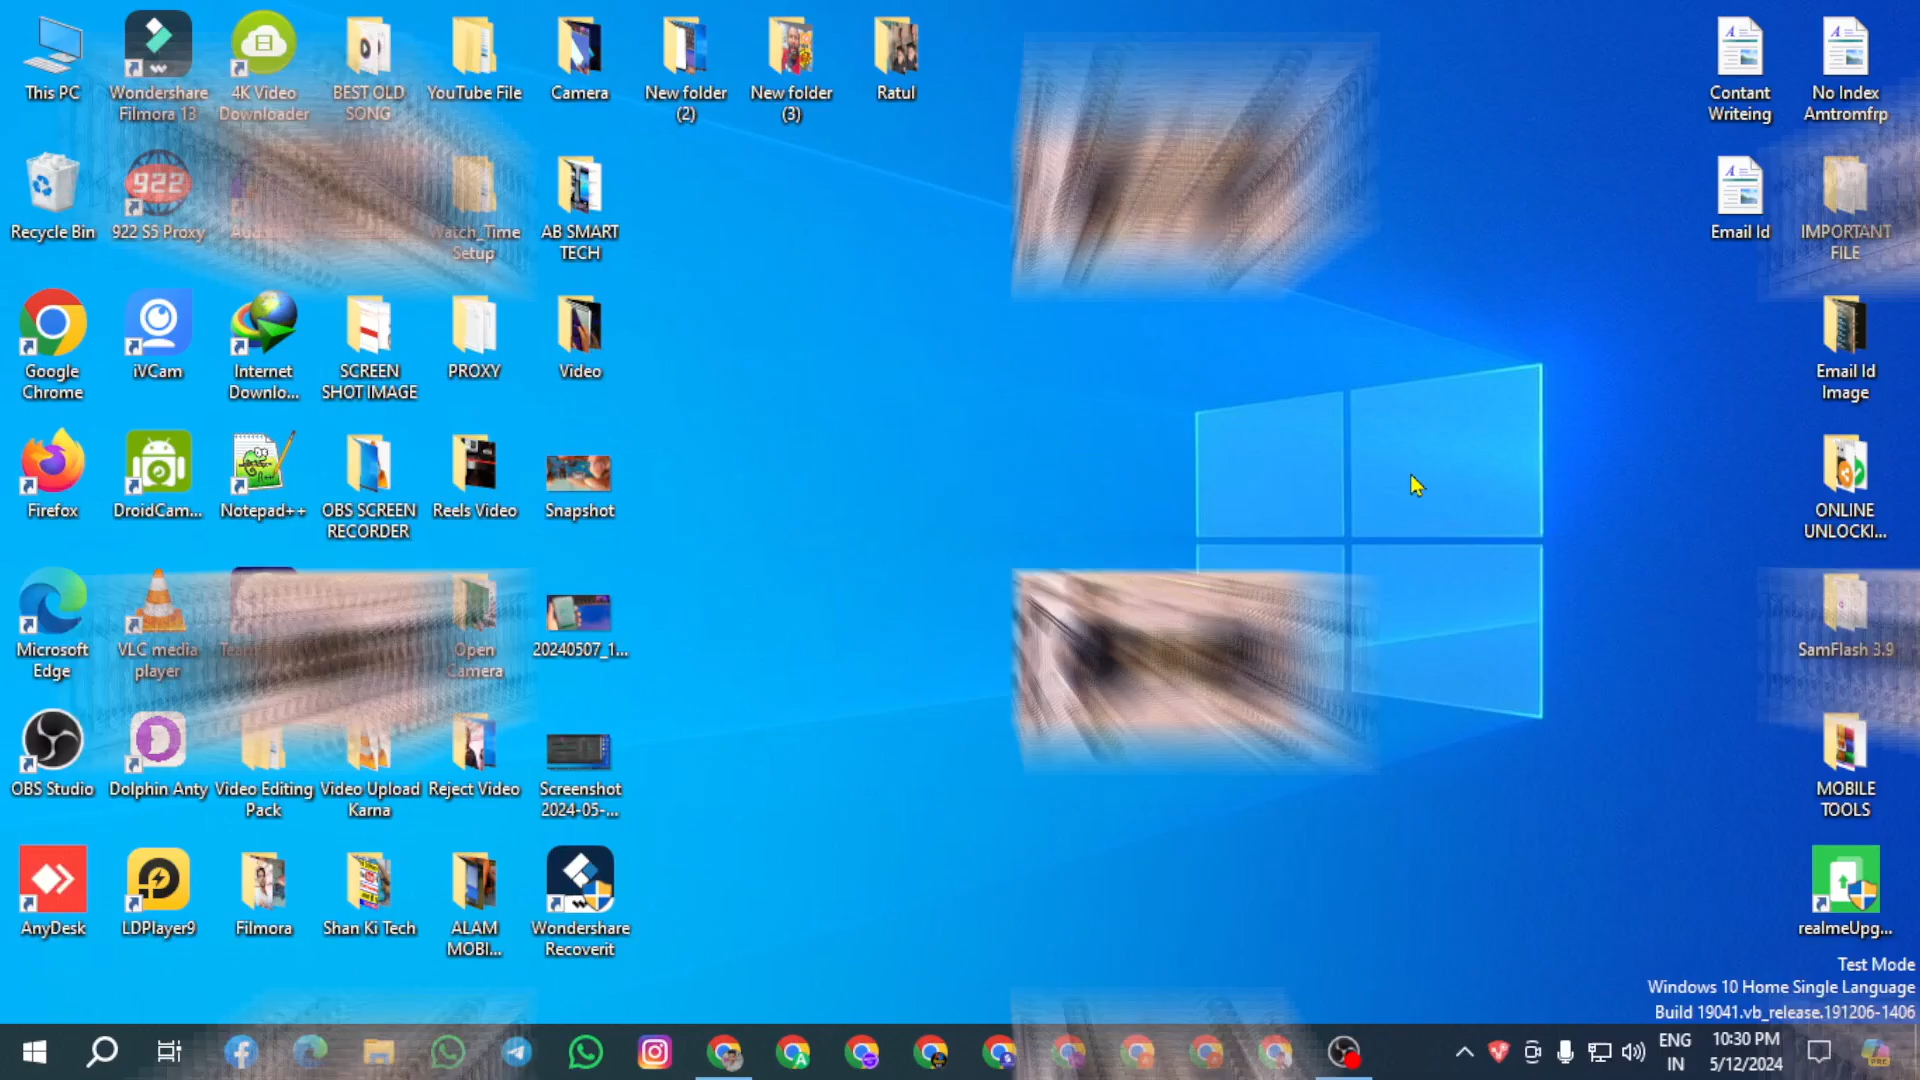 This PC
Wondershare
Filmora 13
4K Video
Downloader
BEST OLD
SONG
YouTube File
Camera
New folder
(2)
New folder
(3)
Ratul
Contant
Writeing
No Index
Amtromfrp
Recycle Bin
922
922 S5 Proxy
Watch_Time
Setup
AB SMART
TECH
Email Id
IMPORTANT
FILE
Google
Chrome
iVCam
Internet
Downlo...
SCREEN
SHOT IMAGE
PROXY
Video
Email Id
Image
Firefox
DroidCam...
Notepad++
OBS SCREEN
RECORDER
Reels Video
Snapshot
ONLINE
UNLOCKI...
Microsoft
Edge
VLC media
player
Open
Camera
20240507_1...
SamFlash 3.9
OBS Studio
Dolphin Anty
Video Editing
Pack
Video Upload
Karna
Reject Video
Screenshot
2024-05-...
MOBILE
TOOLS
AnyDesk
LDPlayer9
Filmora
Shan Ki Tech
ALAM
MOBI...
Wondershare
Recoverit
realmeUpg...
Test Mode
Windows 10 Home Single Language
Build 19041.vb_release.191206-1406
ENG
IN
10:30 PM
5/12/2024
PRE